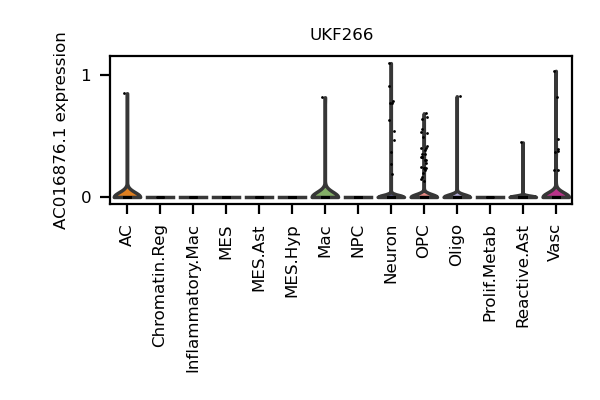 UKF266
AC016876.1 expression
1
0
AC
Chromatin.Reg
Inflammatory.Mac
MES
MES.Ast
MES.Hyp
Mac
NPC
Neuron
OPC
Oligo
Prolif.Metab
Reactive.Ast
Vasc